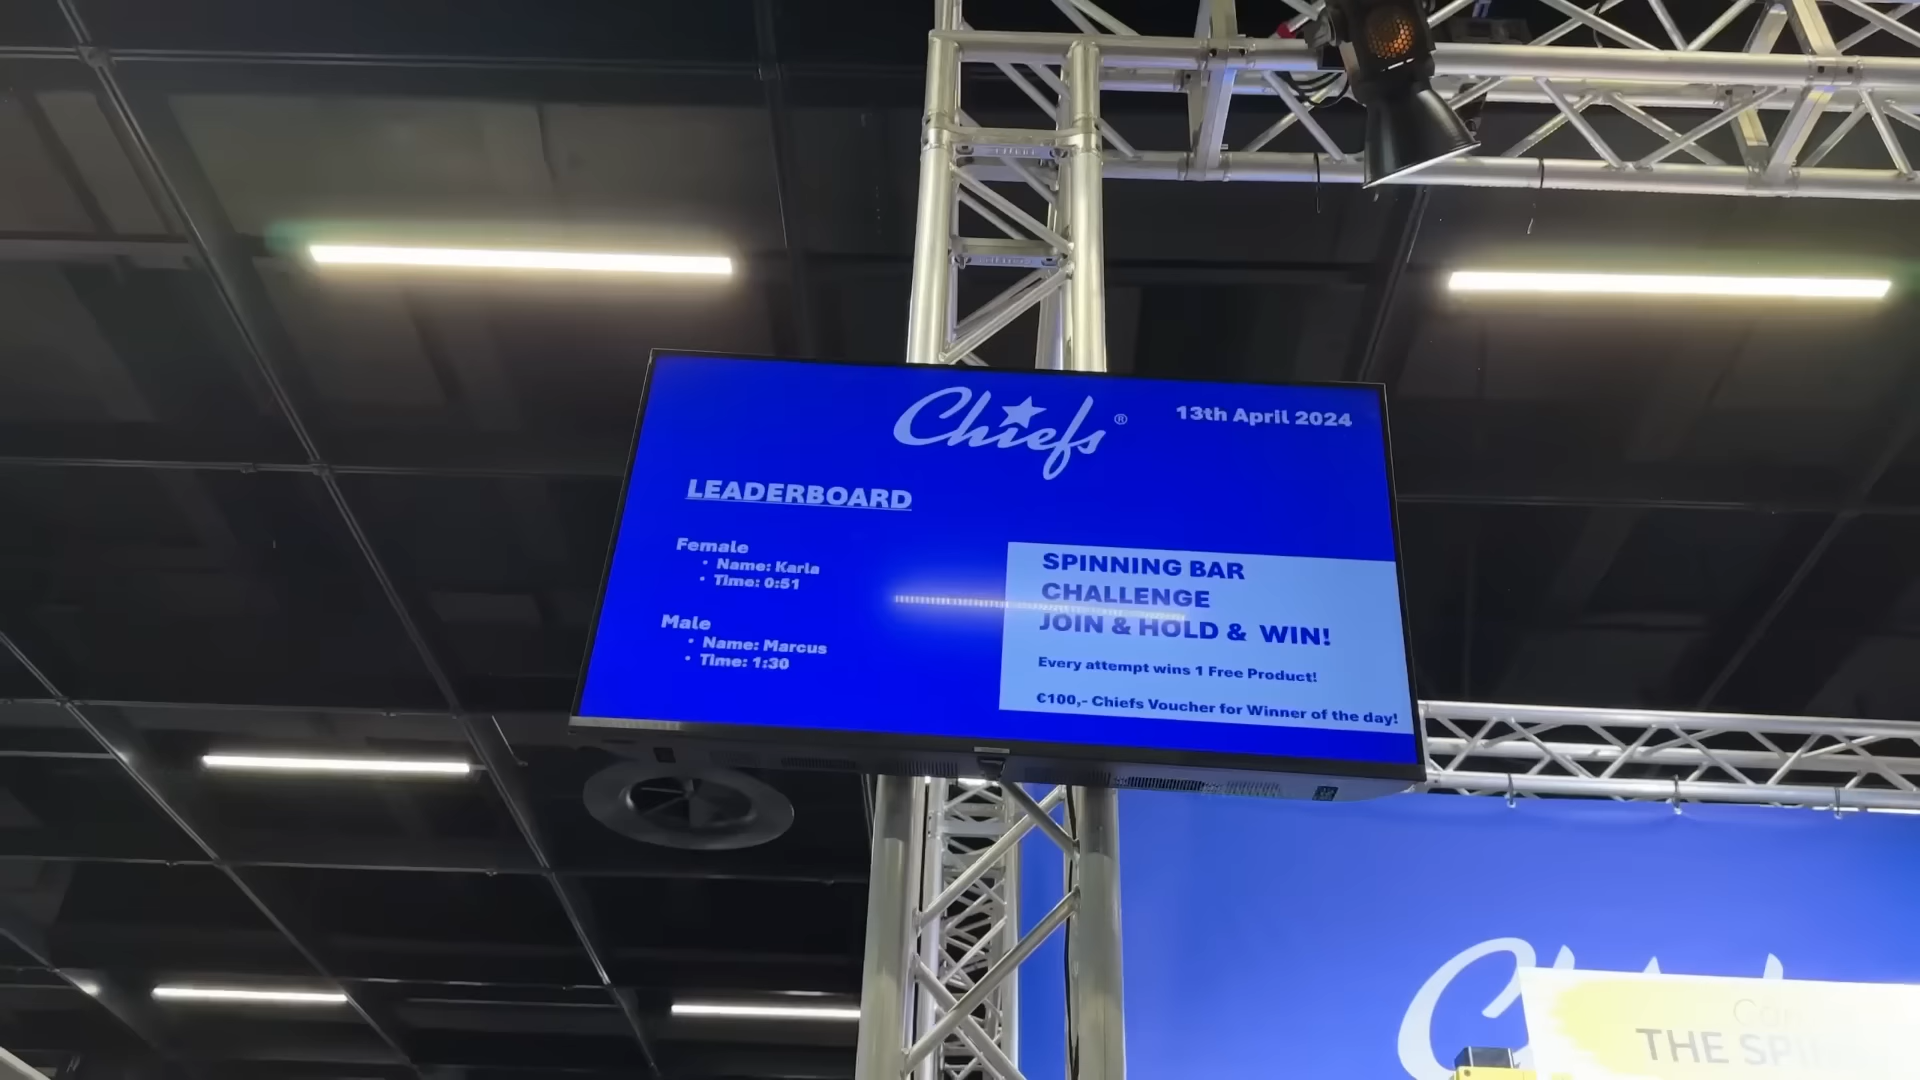 Chiefs®
13th April 2024
LEADERBOARD
Female
• Name: Karla
• Time: 0:51
Male
• Name: Marcus
• Time: 1:30
SPINNING BAR
CHALLENGE
JOIN & HOLD & WIN!
Every attempt wins 1 Free Product!
€100,- Chiefs Voucher for Winner of the day!
THE